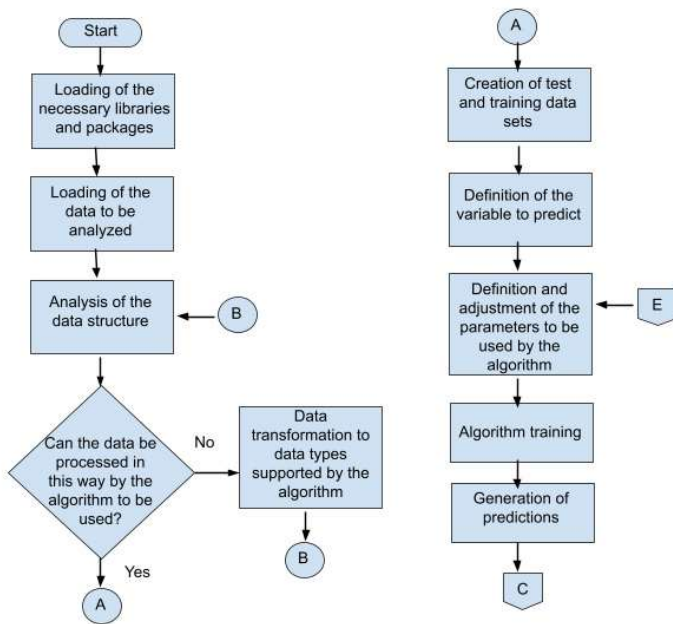 Start
Loading of the
necessary libraries
and packages
Loading of the
data to be
analyzed
Analysis of the
data structure
B
Can the data be
processed in
this way by the
algorithm to be
used?
No
Data
transformation to
data types
supported by the
algorithm
B
Yes
A
A
Creation of test
and training data
sets
Definition of the
variable to predict
Definition and
adjustment of the
parameters to be
used by the
algorithm
E
Algorithm training
Generation of
predictions
C